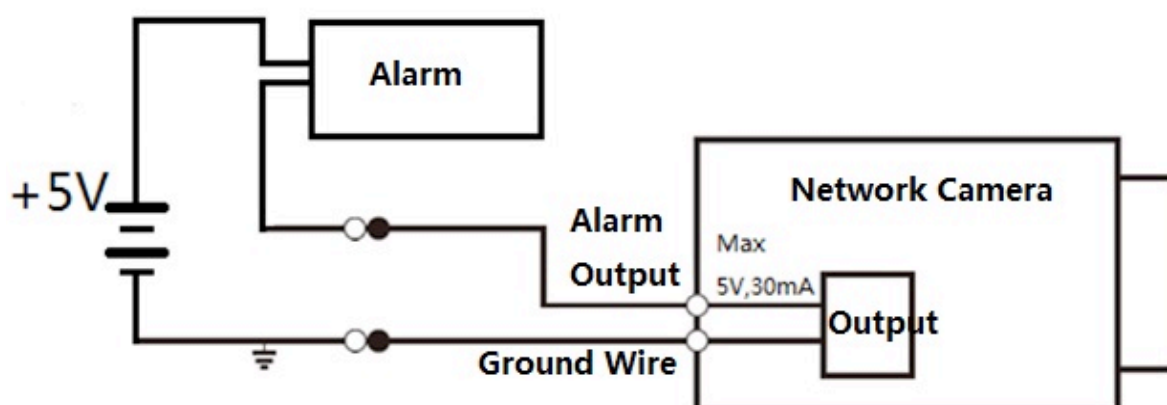 Alarm
+5V
Network Camera
Alarm
Output
Max
5V,30mA
Output
Ground Wire